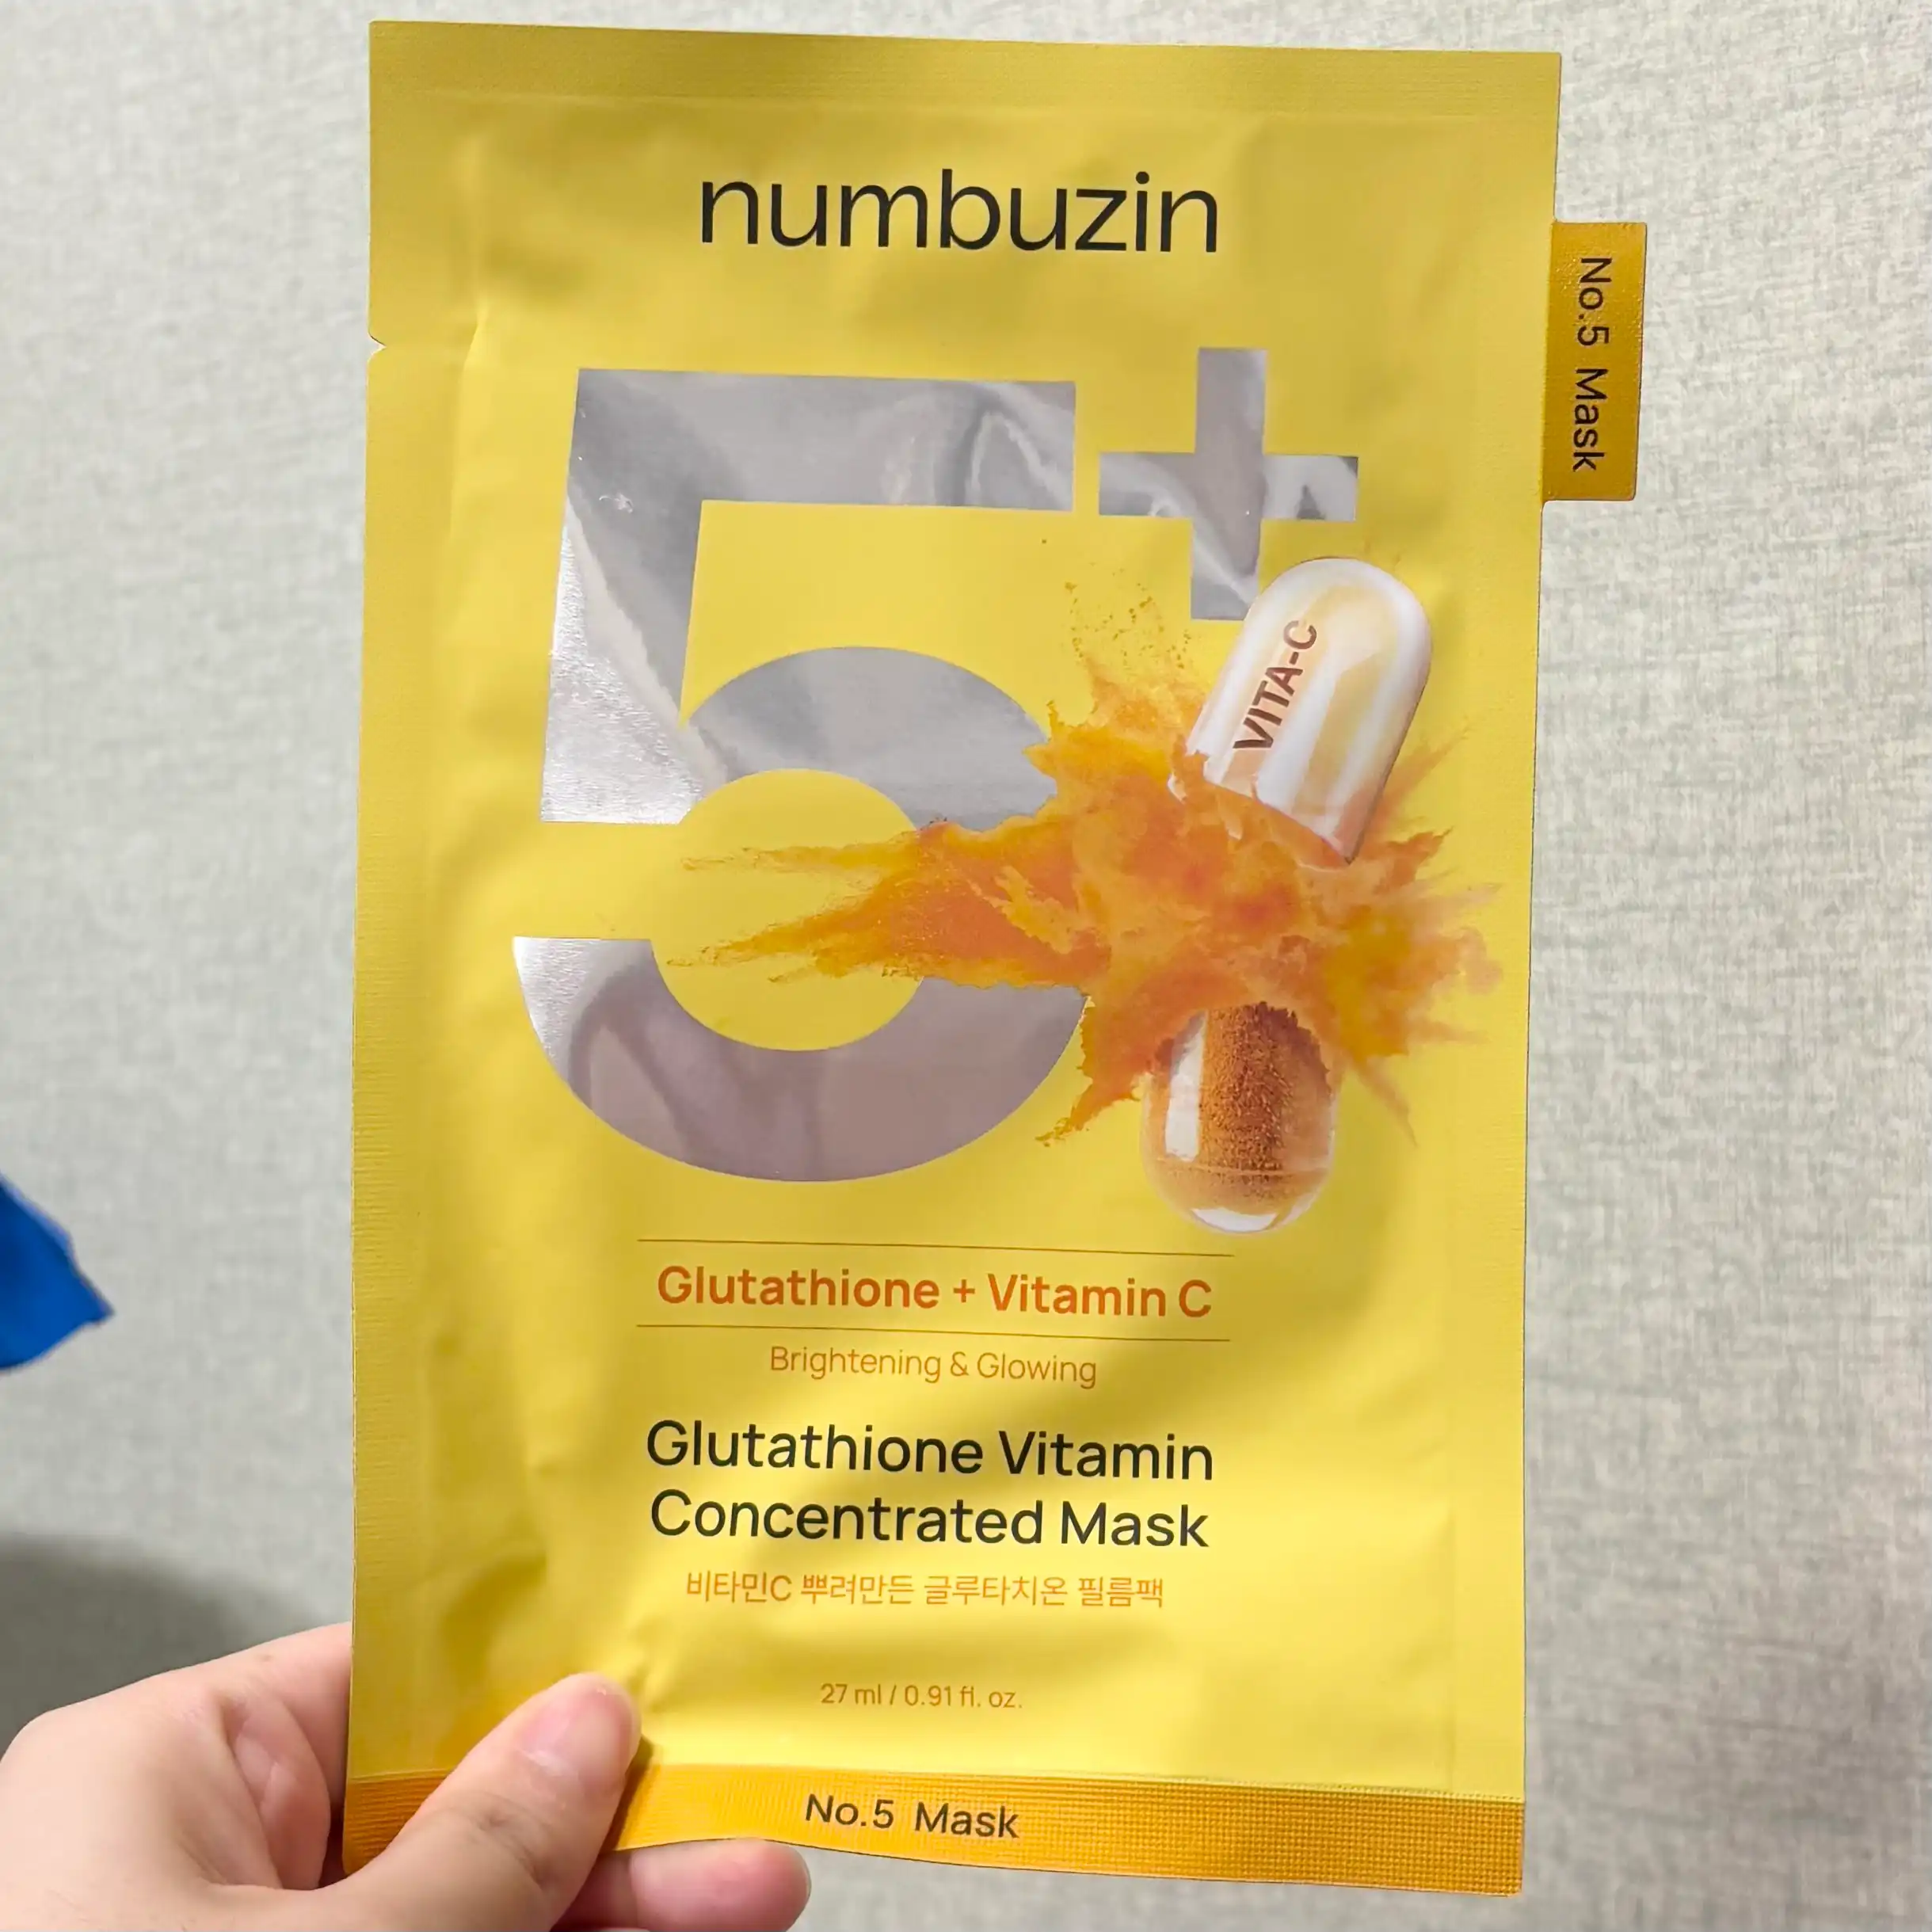 numbuzin
No.5 Mask
5+
VITA-C
Glutathione + Vitamin C
Brightening & Glowing
Glutathione Vitamin
Concentrated Mask
비타민C 뿌려만든 글루타치온 필름팩
27 ml / 0.91 fl. oz.
No.5 Mask